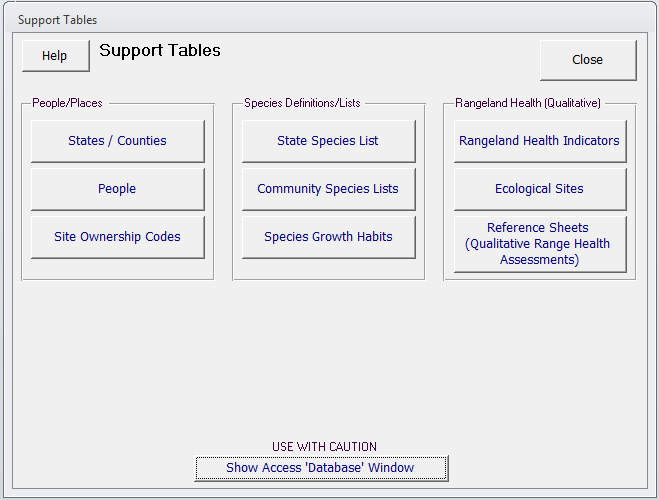 Support Tables
Help
Support Tables
Close
People/Places
States / Counties
People
Site Ownership Codes
Species Definitions/Lists
State Species List
Community Species Lists
Species Growth Habits
Rangeland Health (Qualitative)
Rangeland Health Indicators
Ecological Sites
Reference Sheets
(Qualitative Range Health
Assessments)
USE WITH CAUTION
Show Access 'Database' Window